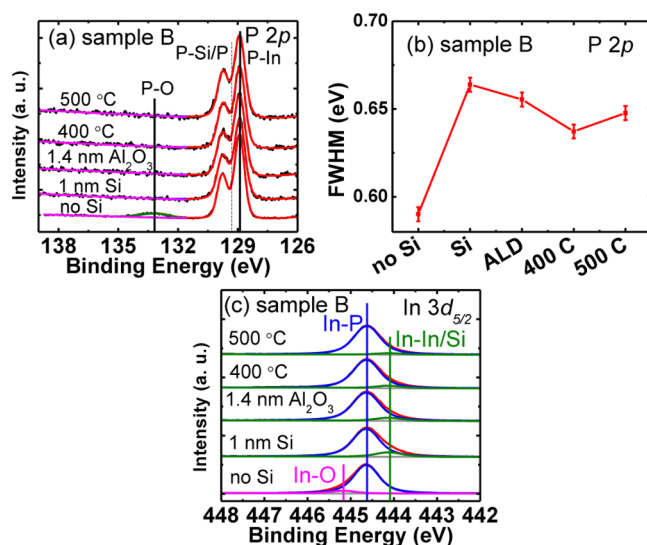 (a) sample B
P 2p
P-Si/P
P-In
P-O
500 °C
400 °C
1.4 nm Al₂O₃
1 nm Si
no Si
Intensity (a. u.)
138 135 132 129 126
Binding Energy (eV)
(b) sample B P 2p
0.70
0.65
0.60
FWHM (eV)
no Si Si ALD 400 C 500 C
(c) sample B In 3d₅/₂
In-P
In-In/Si
500 °C
400 °C
1.4 nm Al₂O₃
1 nm Si
no Si
In-O
Intensity (a. u.)
448 447 446 445 444 443 442
Binding Energy (eV)